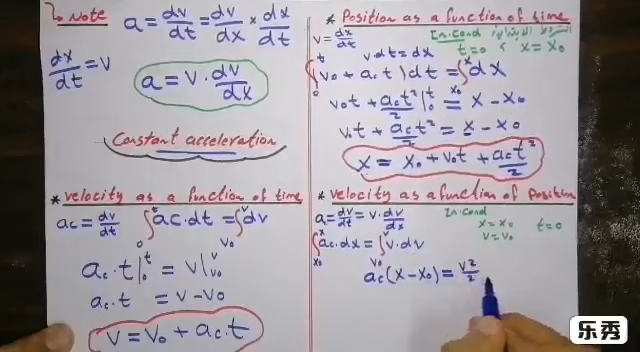 Note
a = dv/dt = dv/dx × dx/dt
dx/dt = v
a = v · dv/dx
Constant acceleration
* velocity as a function of time
ac = dv/dt ∫₀ᵗ ac · dt = ∫ᵥ₀ᵛ dv
ac · t |₀ᵗ = v |ᵥ₀ᵛ
ac · t = v − v₀
v = v₀ + ac · t
* Position as a function of time
v = dx/dt
In. Cond
t = 0 ، x = x₀
v dt = dx
∫₀ᵗ (v₀ + ac t) dt = ∫ₓ₀ˣ dx
v₀t + ac t²/2 |₀ᵗ = x − x₀
v₀t + ac t²/2 = x − x₀
x = x₀ + v₀t + ac t²/2
* velocity as a function of position
a = dv/dt = v · dv/dx
In. Cond
x = x₀ t = 0
v = v₀
∫ₓ₀ˣ ac · dx = ∫ᵥ₀ᵛ v · dv
ac (x − x₀) = v²/2
乐秀